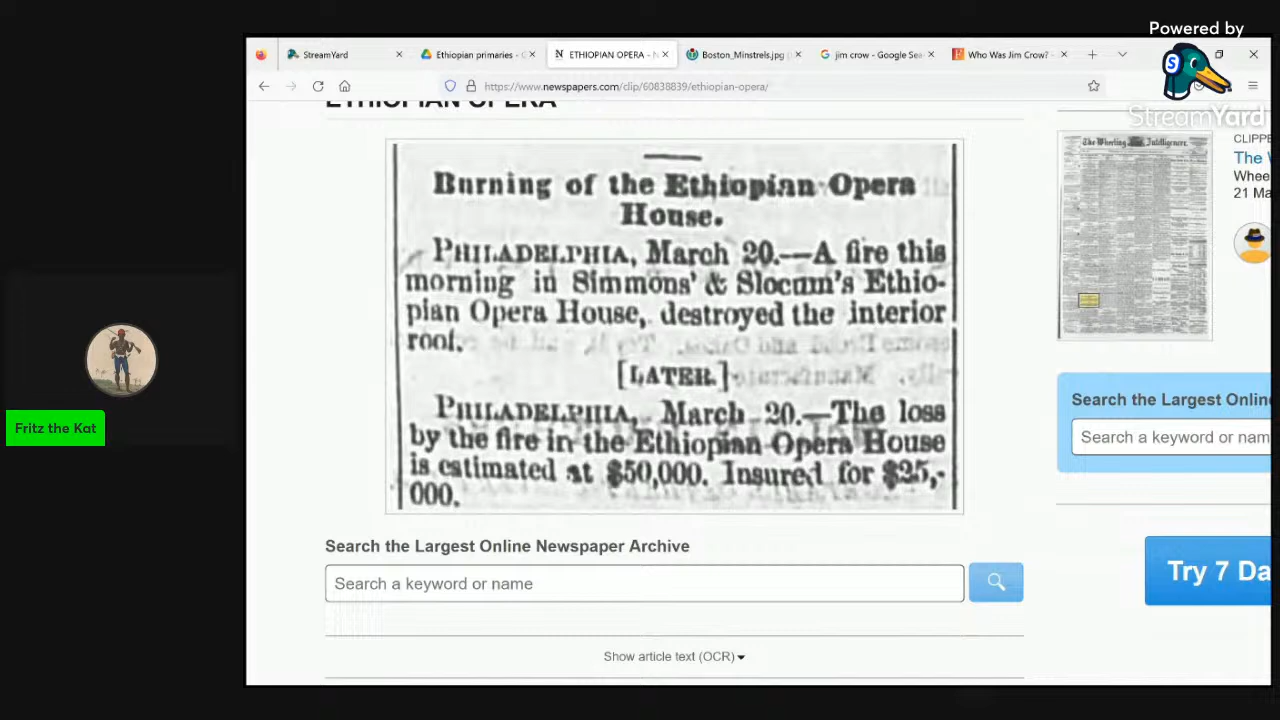 Powered by
StreamYard
StreamYard
Ethiopian primaries - G
ETHIOPIAN OPERA - N
Boston_Minstrels.jpg (
jim crow - Google Sea
Who Was Jim Crow? -
https://www.newspapers.com/clip/60838839/ethiopian-opera/
ETHIOPIAN OPERA
Burning of the Ethiopian Opera
House.
PHILADELPHIA, March 20.—A fire this
morning in Simmons' & Slocum's Ethio-
pian Opera House, destroyed the interior
roof.
[LATER.]
PHILADELPHIA, March 20.—The loss
by the fire in the Ethiopian Opera House
is estimated at $50,000. Insured for $25,-
000.
The Wheeling Intelligencer.
CLIPPE
The W
Whee
21 Ma
Search the Largest Onlin
Search a keyword or nam
Fritz the Kat
Search the Largest Online Newspaper Archive
Search a keyword or name
Try 7 Da
Show article text (OCR)